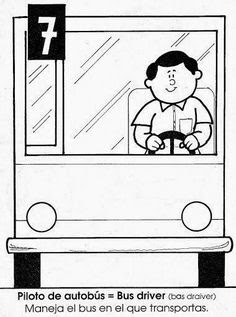 7
Piloto de autobús = Bus driver (bas draiver)
Maneja el bus en el que transportas.